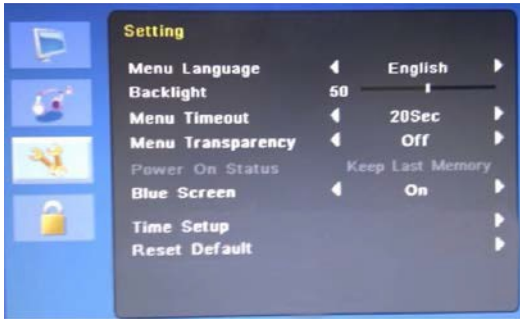 Setting
Menu Language English
Backlight 50
Menu Timeout 20Sec
Menu Transparency Off
Power On Status Keep Last Memory
Blue Screen On
Time Setup
Reset Default